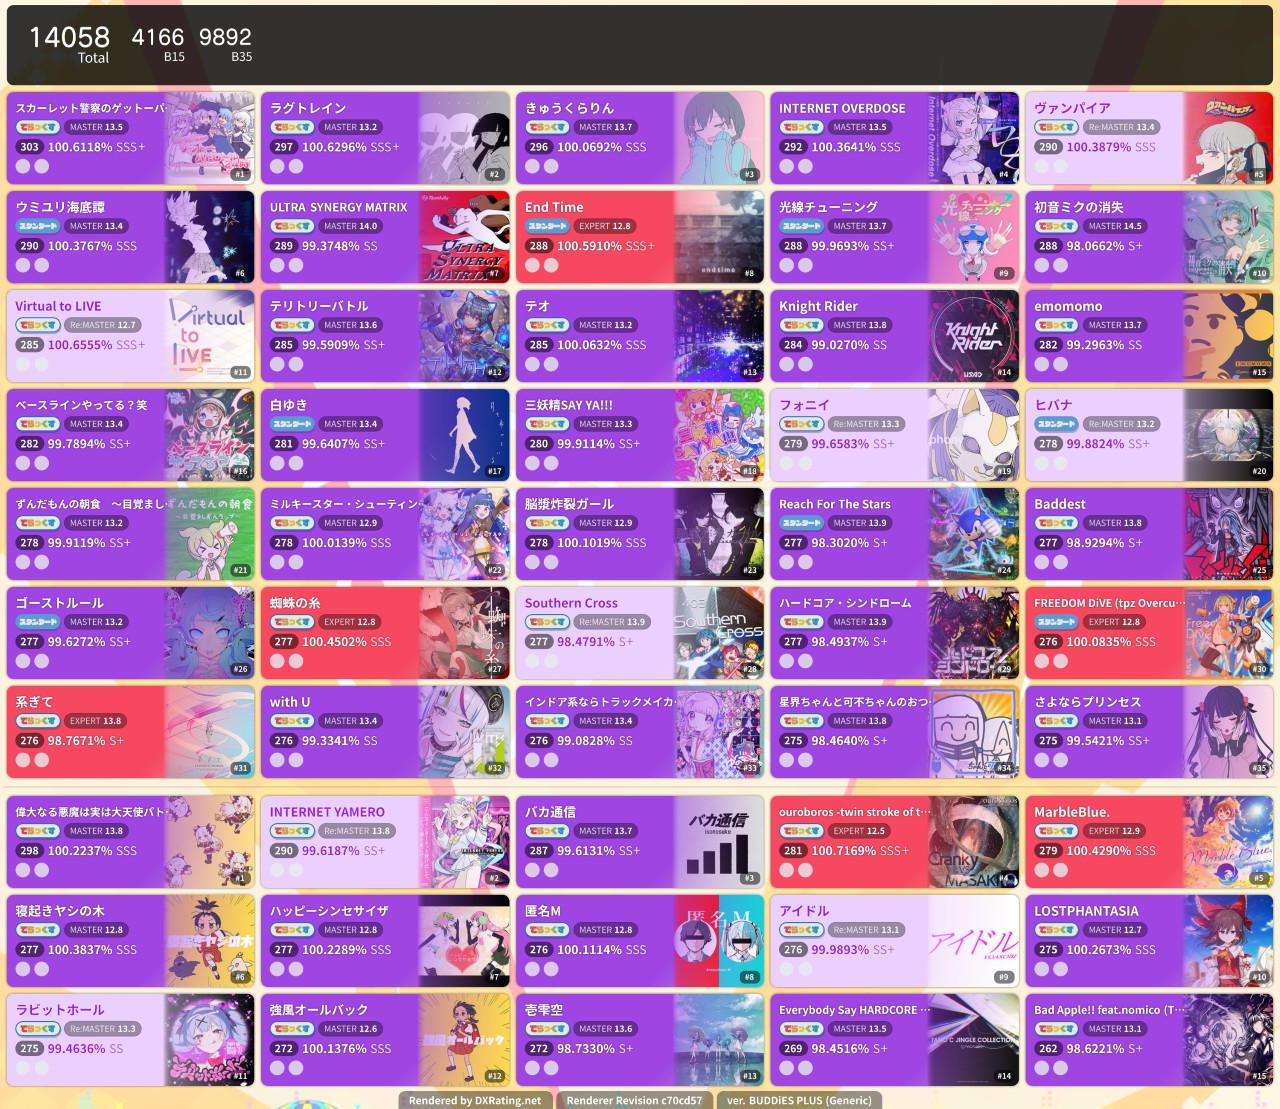 14058 4166 9892
Total B15 B35
スカーレット警察のゲットーパ
MASTER 13.5
303 100.6118% SSS+
#1
ラグトレイン
MASTER 13.2
297 100.6296% SSS+
#2
きゅうくらりん
MASTER 13.7
296 100.0692% SSS
#3
INTERNET OVERDOSE
MASTER 13.5
292 100.3641% SSS
#4
ヴァンパイア
Re:MASTER 13.4
290 100.3879% SSS
#5
ウミユリ海底譚
スタンダード MASTER 13.4
290 100.3767% SSS
#6
ULTRA SYNERGY MATRIX
MASTER 14.0
289 99.3748% SS
#7
End Time
スタンダード EXPERT 12.8
288 100.5910% SSS+
#8
光線チューニング
スタンダード MASTER 13.7
288 99.9693% SS+
#9
初音ミクの消失
スタンダード MASTER 14.5
288 98.0662% S+
#10
Virtual to LIVE
でらっくす Re:MASTER 12.7
285 100.6555% SSS+
#11
テリトリーバトル
でらっくす MASTER 13.6
285 99.5909% SS+
#12
テオ
でらっくす MASTER 13.2
285 100.0632% SSS
#13
Knight Rider
でらっくす MASTER 13.8
284 99.0270% SS
#14
emomomo
でらっくす MASTER 13.7
282 99.2963% SS
#15
ベースラインやってる？笑
でらっくす MASTER 13.4
282 99.7894% SS+
#16
白ゆき
スタンダード MASTER 13.4
281 99.6407% SS+
#17
三妖精SAY YA!!!
でらっくす MASTER 13.3
280 99.9114% SS+
#18
フォニイ
でらっくす Re:MASTER 13.3
279 99.6583% SS+
#19
ヒバナ
スタンダード Re:MASTER 13.2
278 99.8824% SS+
#20
ずんだもんの朝食　〜目覚まし
でらっくす MASTER 13.2
278 99.9119% SS+
#21
ミルキースター・シューティン
でらっくす MASTER 12.9
278 100.0139% SSS
#22
脳漿炸裂ガール
でらっくす MASTER 12.9
278 100.1019% SSS
#23
Reach For The Stars
スタンダード MASTER 13.9
277 98.3020% S+
#24
Baddest
でらっくす MASTER 13.8
277 98.9294% S+
#25
ゴーストルール
スタンダード MASTER 13.2
277 99.6272% SS+
#26
蜘蛛の糸
でらっくす EXPERT 12.8
277 100.4502% SSS
#27
Southern Cross
でらっくす Re:MASTER 13.9
277 98.4791% S+
#28
ハードコア・シンドローム
でらっくす MASTER 13.9
277 98.4937% S+
#29
FREEDOM DiVE (tpz Overcu…
スタンダード EXPERT 12.8
276 100.0835% SSS
#30
系ぎて
でらっくす EXPERT 13.8
276 98.7671% S+
#31
with U
でらっくす MASTER 13.4
276 99.3341% SS
#32
インドア系ならトラックメイカ
でらっくす MASTER 13.4
276 99.0828% SS
#33
星界ちゃんと可不ちゃんのおつ
でらっくす MASTER 13.8
275 98.4640% S+
#34
さよならプリンセス
でらっくす MASTER 13.1
275 99.5421% SS+
#35
偉大なる悪魔は実は大天使パト
でらっくす MASTER 13.8
298 100.2237% SSS
#1
INTERNET YAMERO
でらっくす Re:MASTER 13.8
290 99.6187% SS+
#2
バカ通信
でらっくす MASTER 13.7
287 99.6131% SS+
#3
ouroboros -twin stroke of t…
でらっくす EXPERT 12.5
281 100.7169% SSS+
#4
MarbleBlue.
でらっくす EXPERT 12.9
279 100.4290% SSS
#5
寝起きヤシの木
でらっくす MASTER 12.8
277 100.3837% SSS
#6
ハッピーシンセサイザ
でらっくす MASTER 12.8
277 100.2289% SSS
#7
匿名M
でらっくす MASTER 12.8
276 100.1114% SSS
#8
アイドル
でらっくす Re:MASTER 13.1
276 99.9893% SS+
#9
LOSTPHANTASIA
でらっくす MASTER 12.7
275 100.2673% SSS
#10
ラビットホール
でらっくす Re:MASTER 13.3
275 99.4636% SS
#11
強風オールバック
でらっくす MASTER 12.6
272 100.1376% SSS
#12
壱雫空
でらっくす MASTER 13.6
272 98.7330% S+
#13
Everybody Say HARDCORE …
でらっくす MASTER 13.5
269 98.4516% S+
#14
Bad Apple!! feat.nomico (T…
でらっくす MASTER 13.1
262 98.6221% S+
#15
Rendered by DXRating.net Renderer Revision c70cd57 ver. BUDDiES PLUS (Generic)